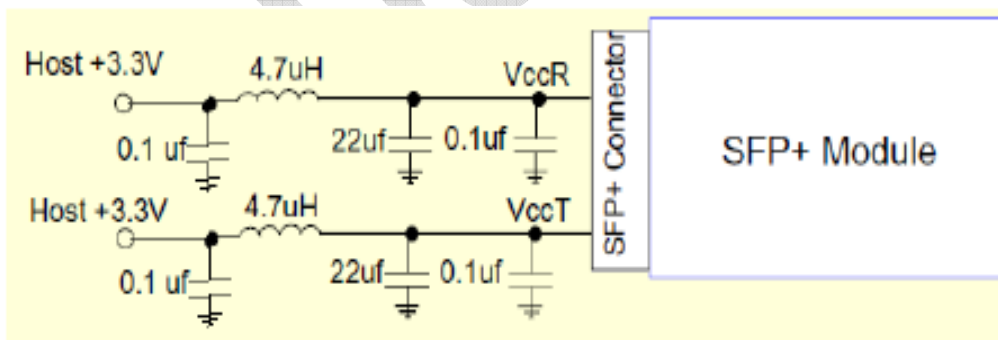 Host +3.3V
4.7uH
VccR
0.1 uf
22uf
0.1uf
Host +3.3V
4.7uH
VccT
0.1 uf
22uf
0.1uf
SFP+ Connector
SFP+ Module